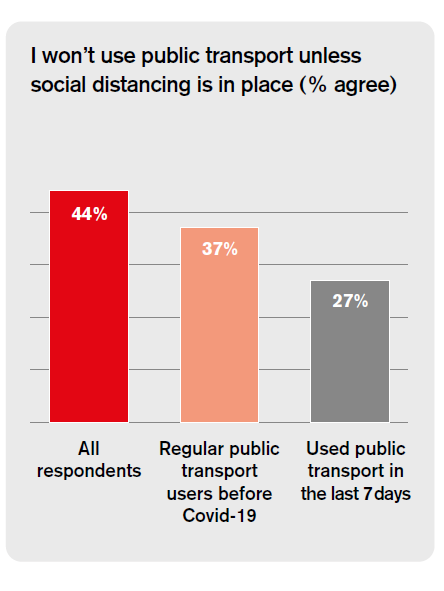 I won’t use public transport unless
social distancing is in place (% agree)
44%
37%
27%
All
respondents
Regular public
transport
users before
Covid-19
Used public
transport in
the last 7 days